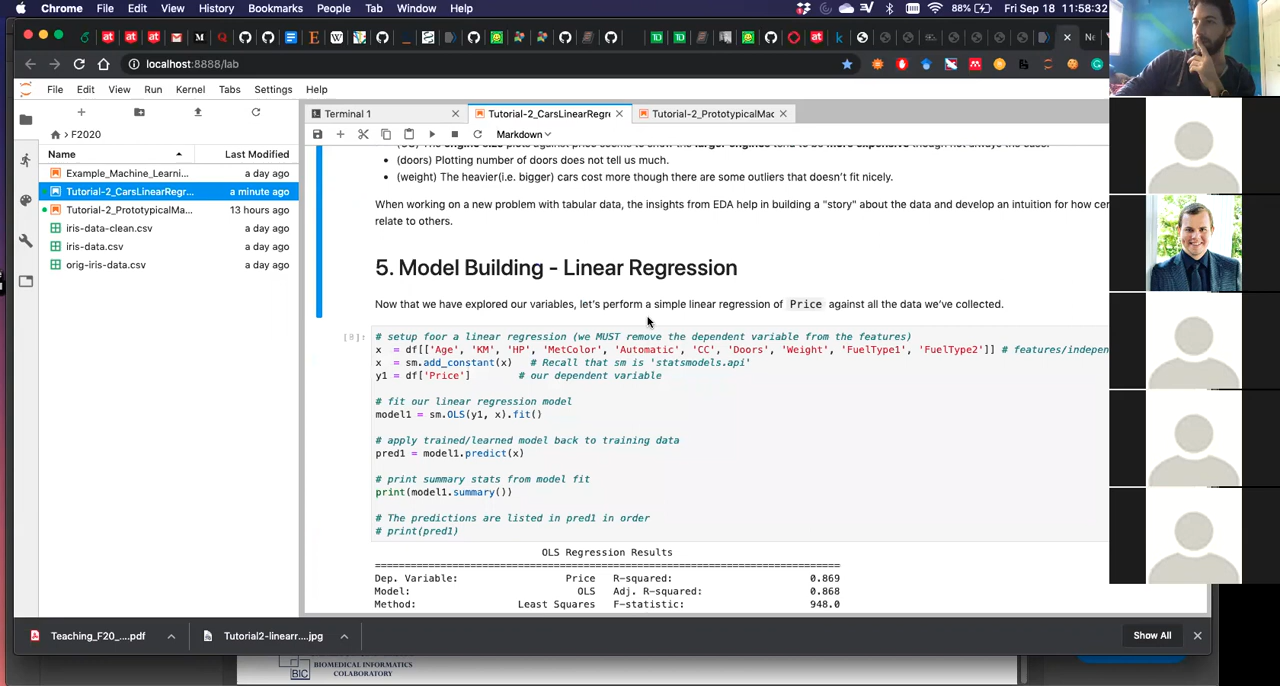 Chrome File Edit View History Bookmarks People Tab Window Help 88% Fri Sep 18 11:58:32
localhost:8888/lab
File Edit View Run Kernel Tabs Settings Help
Terminal 1 Tutorial-2_CarsLinearRegre Tutorial-2_PrototypicalMac
Markdown
F2020
Name Last Modified
Example_Machine_Learni... a day ago
Tutorial-2_CarsLinearRegr... a minute ago
Tutorial-2_PrototypicalMa... 13 hours ago
iris-data-clean.csv a day ago
iris-data.csv a day ago
orig-iris-data.csv a day ago
• (doors) Plotting number of doors does not tell us much.
• (weight) The heavier(i.e. bigger) cars cost more though there are some outliers that doesn't fit nicely.
When working on a new problem with tabular data, the insights from EDA help in building a "story" about the data and develop an intuition for how cer
relate to others.
5. Model Building - Linear Regression
Now that we have explored our variables, let's perform a simple linear regression of Price against all the data we've collected.
[8]:
# setup foor a linear regression (we MUST remove the dependent variable from the features)
x = df[['Age', 'KM', 'HP', 'MetColor', 'Automatic', 'CC', 'Doors', 'Weight', 'FuelType1', 'FuelType2']] # features/indepen
x = sm.add_constant(x) # Recall that sm is 'statsmodels.api'
y1 = df['Price'] # our dependent variable
# fit our linear regression model
model1 = sm.OLS(y1, x).fit()
# apply trained/learned model back to training data
pred1 = model1.predict(x)
# print summary stats from model fit
print(model1.summary())
# The predictions are listed in pred1 in order
# print(pred1)
OLS Regression Results
==============================================================================
Dep. Variable: Price R-squared: 0.869
Model: OLS Adj. R-squared: 0.868
Method: Least Squares F-statistic: 948.0
Teaching_F20_....pdf Tutorial2-linearr....jpg Show All
BIOMEDICAL INFORMATICS
BIC COLABORATORY